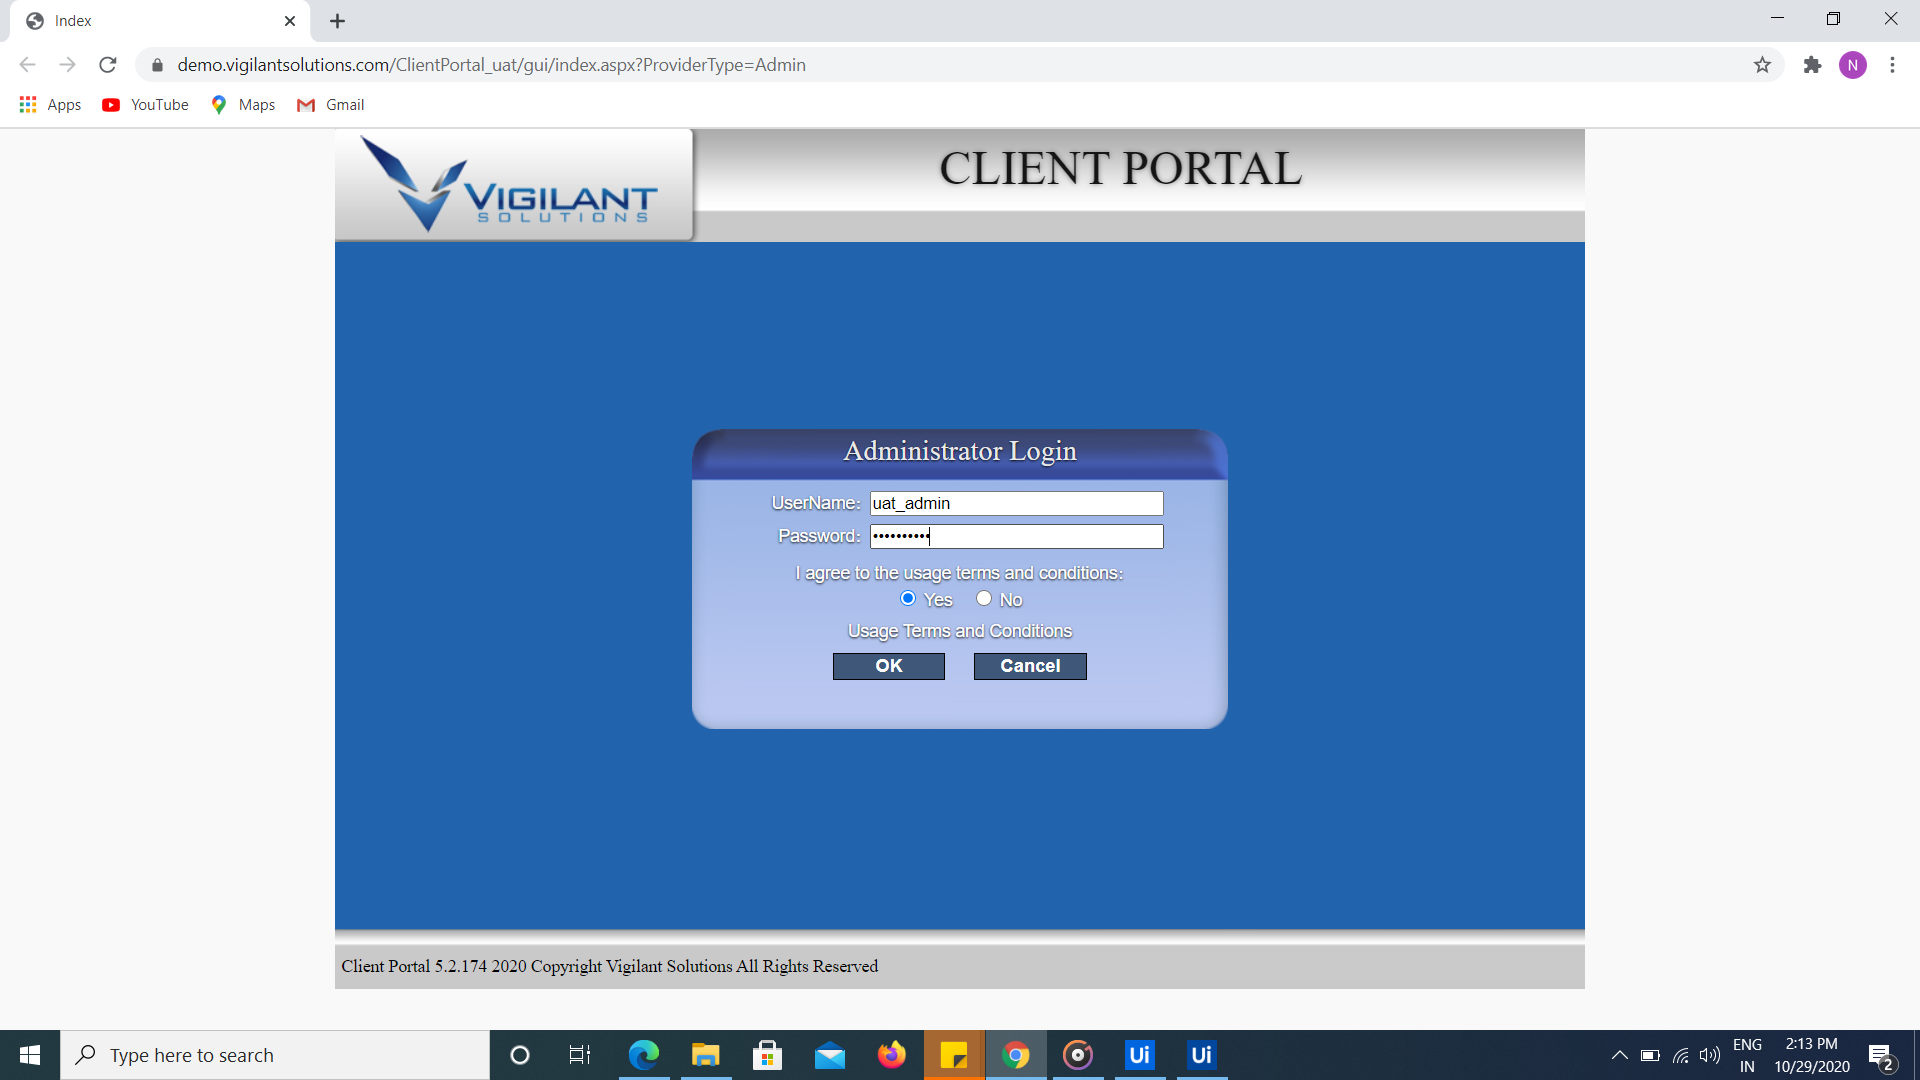 Index
demo.vigilantsolutions.com/ClientPortal_uat/gui/index.aspx?ProviderType=Admin
N
Apps YouTube Maps Gmail
VIGILANT
SOLUTIONS
CLIENT PORTAL
Administrator Login
UserName: uat_admin
Password: ••••••••••
I agree to the usage terms and conditions:
Yes No
Usage Terms and Conditions
OK Cancel
Client Portal 5.2.174 2020 Copyright Vigilant Solutions All Rights Reserved
Type here to search
Ui Ui
ENG 2:13 PM
IN 10/29/2020
2